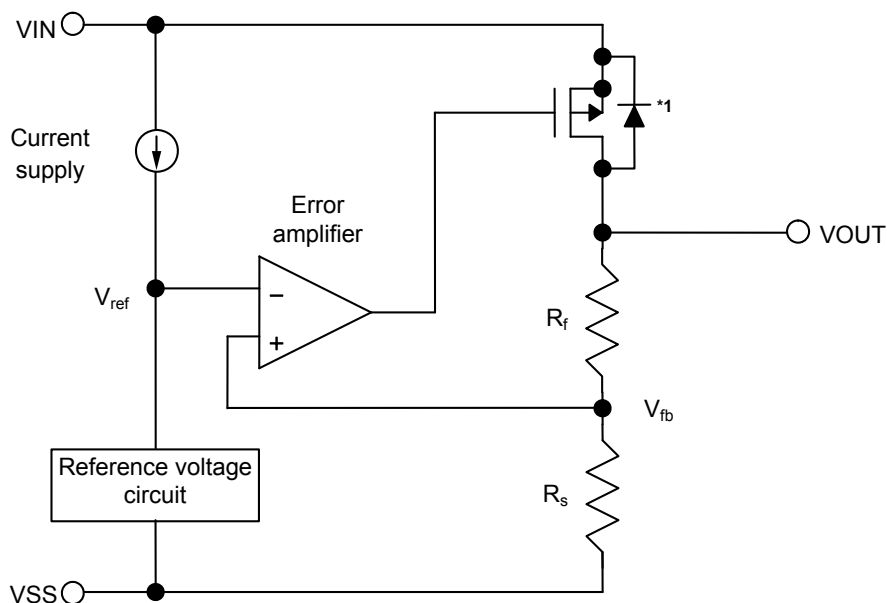 VIN
*1
Current
supply
Error
amplifier
VOUT
Vref
−
+
Rf
Vfb
Reference voltage
circuit
Rs
VSS